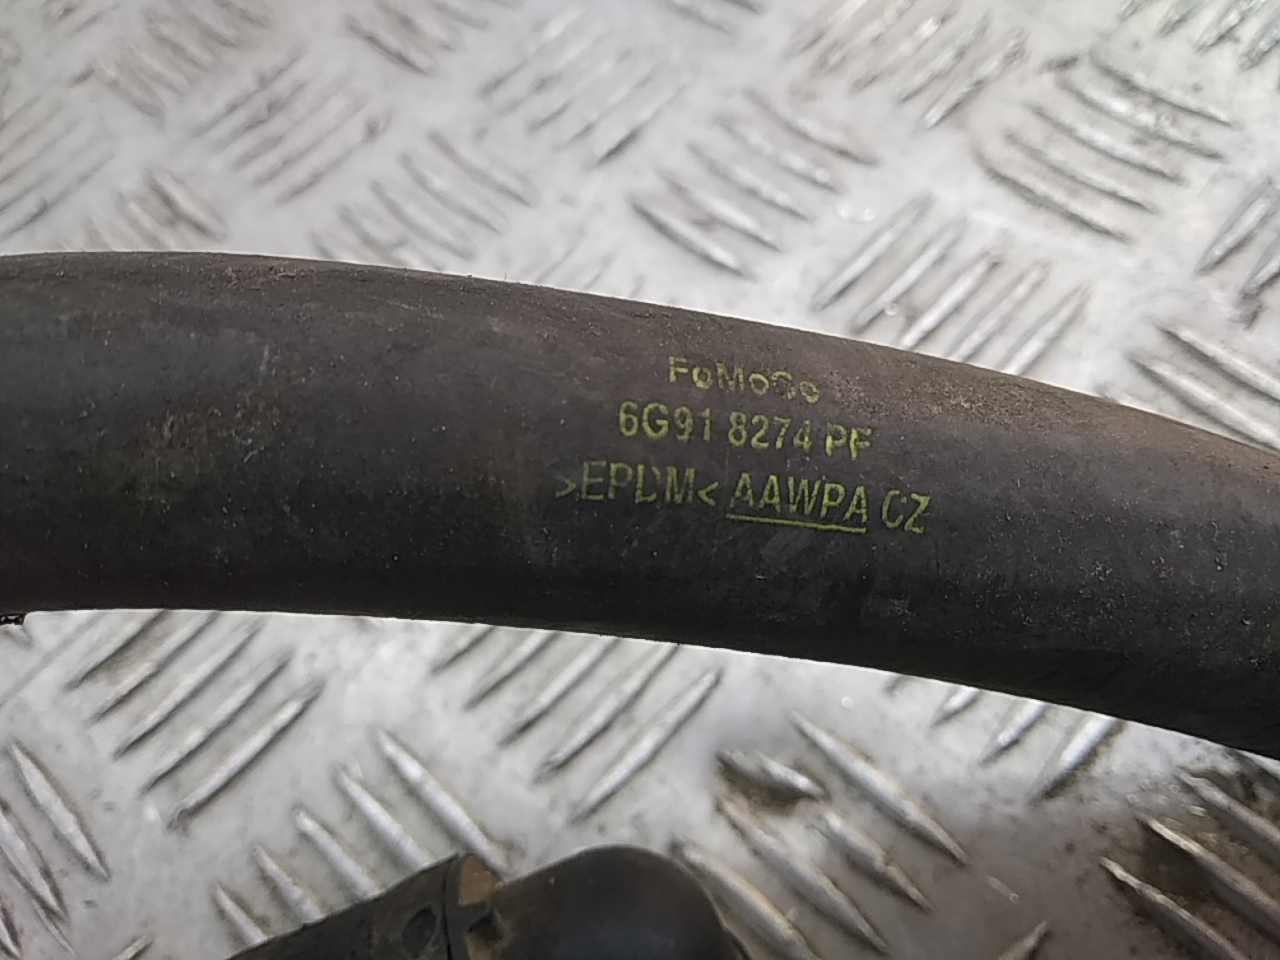 FoMoCo
6G91 8274 PF
>EPDM< AAWPA CZ